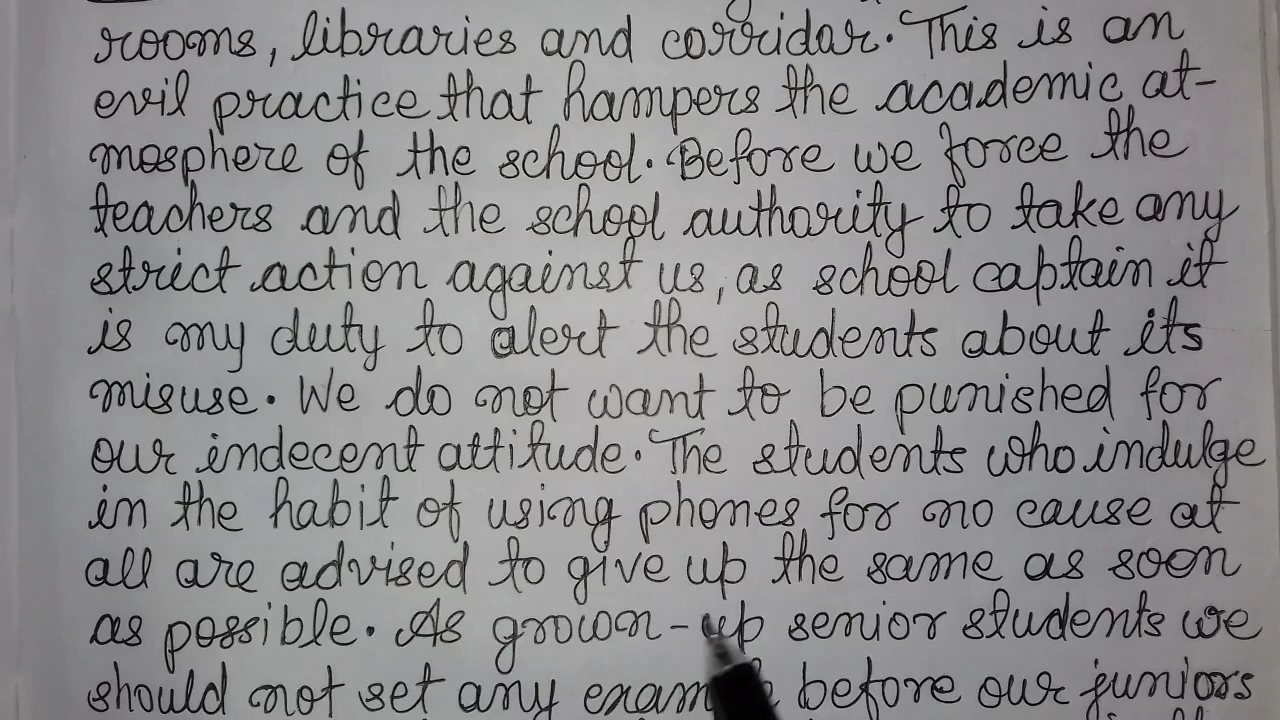 rooms, libraries and corridar. This is an
evil practice that hampers the academic at-
mosphere of the school. Before we force the
teachers and the school authority to take any
strict action against us, as school captain it
is my duty to alert the students about its
misuse. We do not want to be punished for
our indecent attitude. The students who indulge
in the habit of using phones for no cause at
all are advised to give up the same as soon
as possible. As grown-up senior students we
should not set any before our juniors